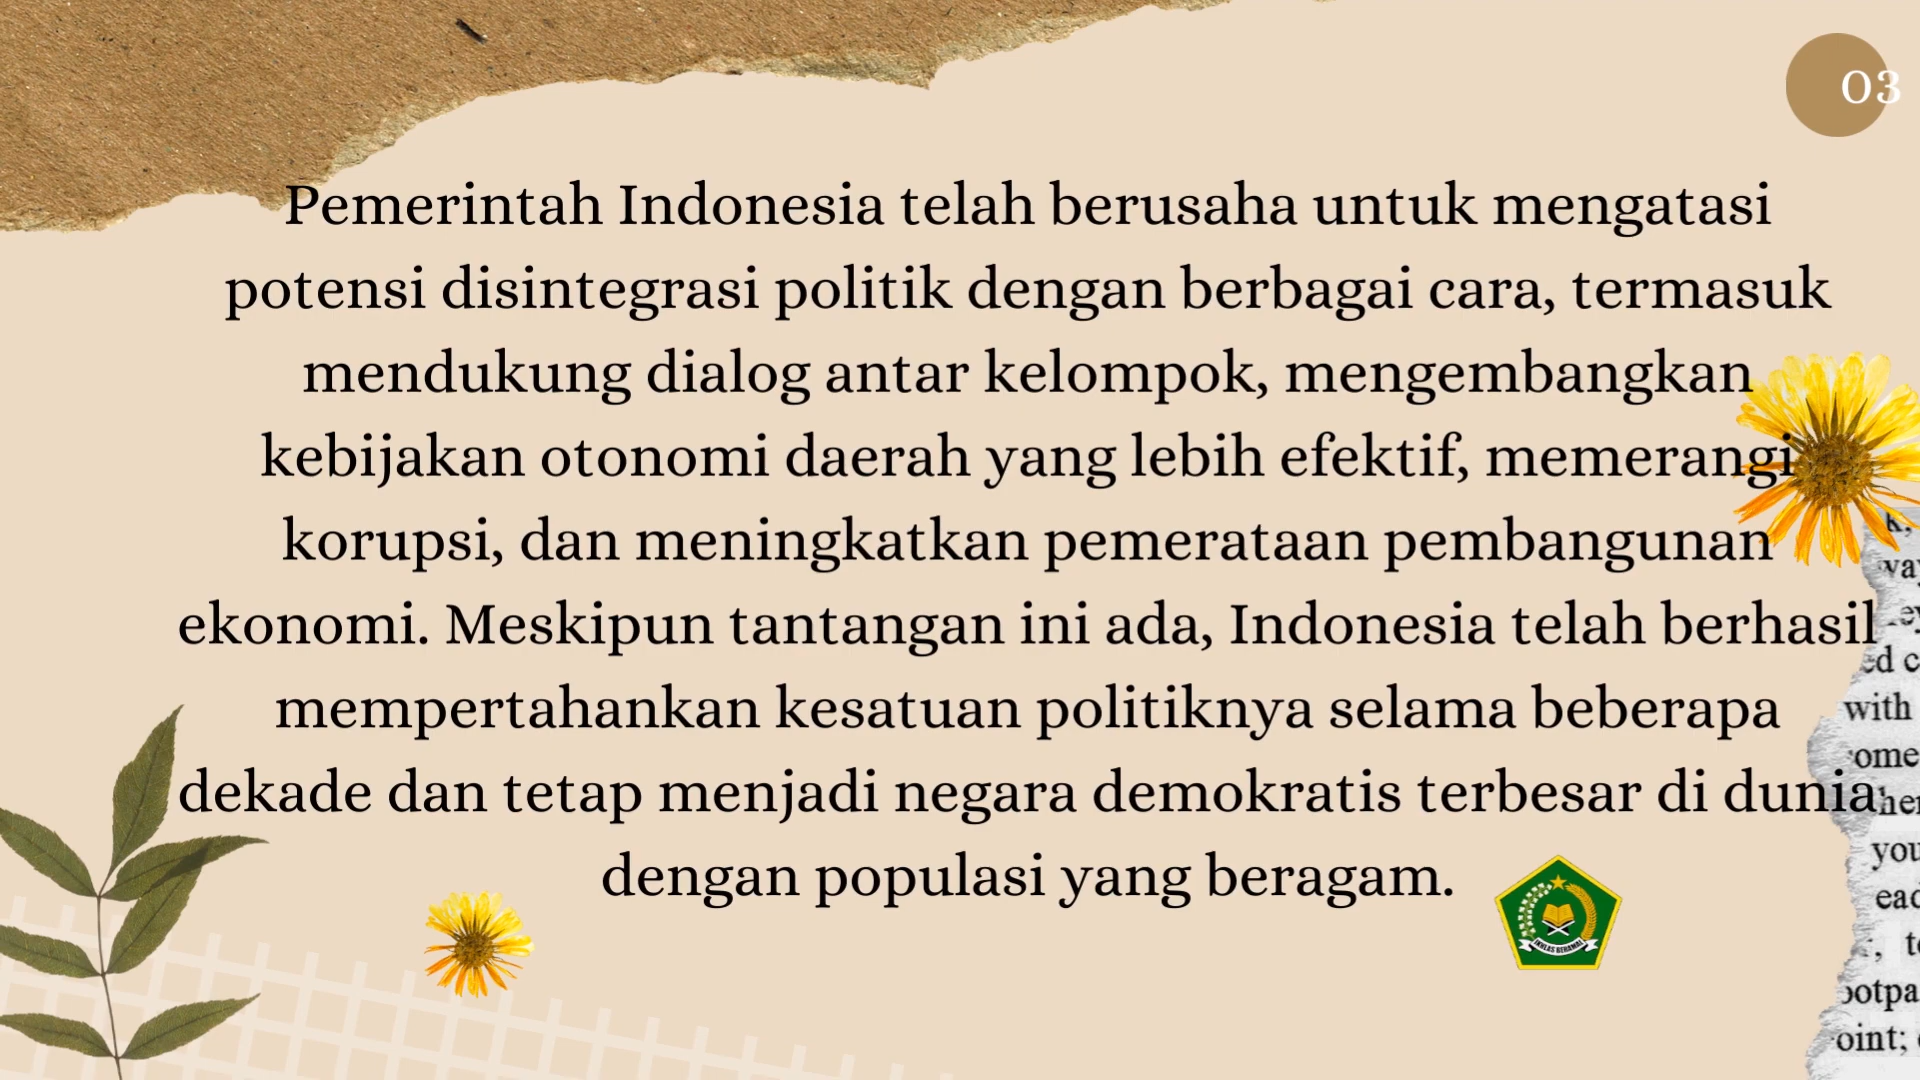 03
Pemerintah Indonesia telah berusaha untuk mengatasi
potensi disintegrasi politik dengan berbagai cara, termasuk
mendukung dialog antar kelompok, mengembangkan
kebijakan otonomi daerah yang lebih efektif, memerangi
korupsi, dan meningkatkan pemerataan pembangunan
ekonomi. Meskipun tantangan ini ada, Indonesia telah berhasil
mempertahankan kesatuan politiknya selama beberapa
dekade dan tetap menjadi negara demokratis terbesar di dunia
dengan populasi yang beragam.
IKHLAS BERAMAL
with
you
oint;